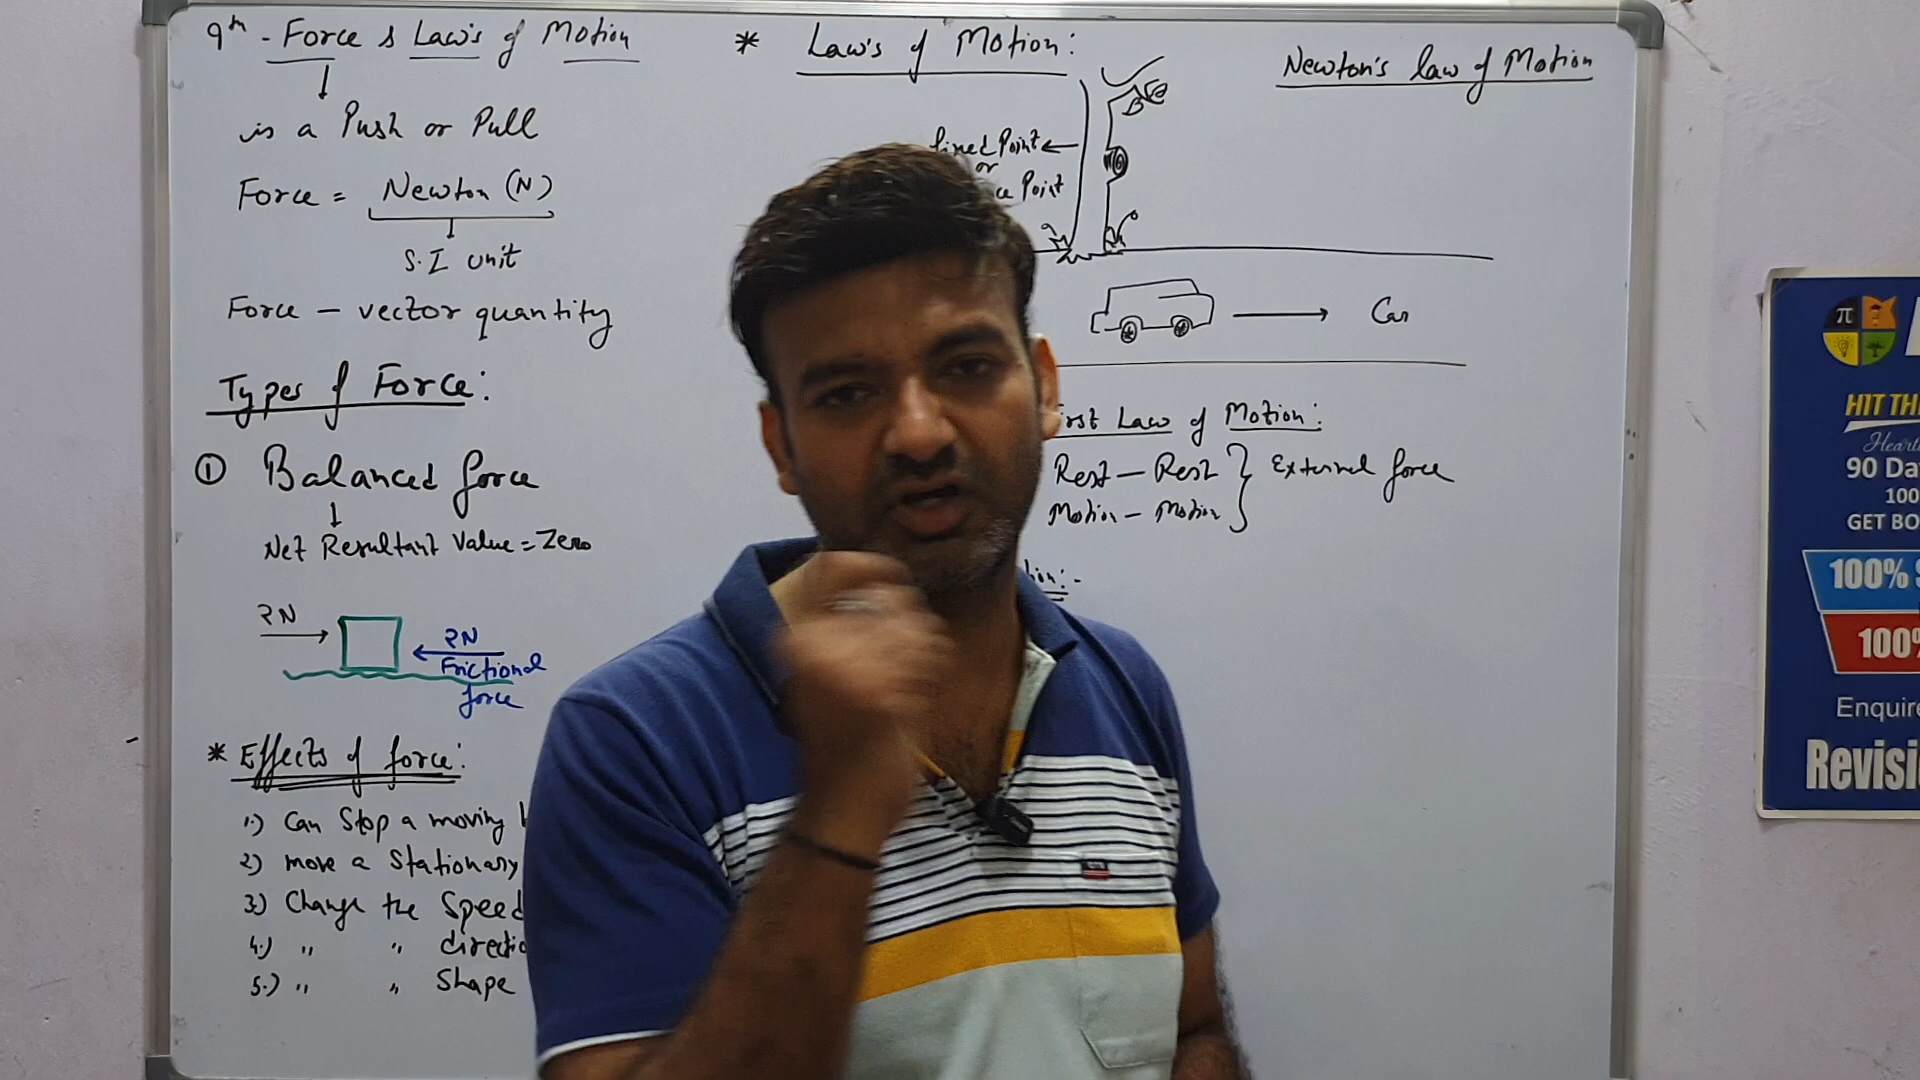 9th - Force & Law's of Motion
is a Push or Pull
Force = Newton (N)
S.I unit
Force - vector quantity
Types of Force:
① Balanced force
Net Resultant Value = Zero
2N
2N
Frictional
force
* Effects of force:
1.) Can Stop a moving
2) move a Stationary
3.) Change the Speed
4.) " " directio
5.) " " Shape
* Law's of Motion:
fixed Point
or
Point
Car
First Law of Motion:
Rest - Rest } External force
Motion - Motion
Newton's law of Motion
π
HIT TH
90 Da
100
GET BO
100%
100%
Enquire
Revisi